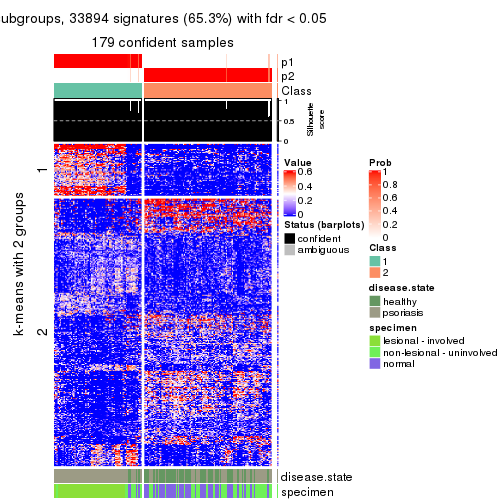 ubgroups, 33894 signatures (65.3%) with fdr < 0.05
179 confident samples
p1
p2
Class
1
0.5
0
Silhouette
score
1
2
k-means with 2 groups
Value
0.6
0.4
0.2
0
Status (barplots)
confident
ambiguous
Prob
1
0.8
0.6
0.4
0.2
0
Class
1
2
disease.state
healthy
psoriasis
specimen
lesional - involved
non-lesional - uninvolved
normal
disease.state
specimen